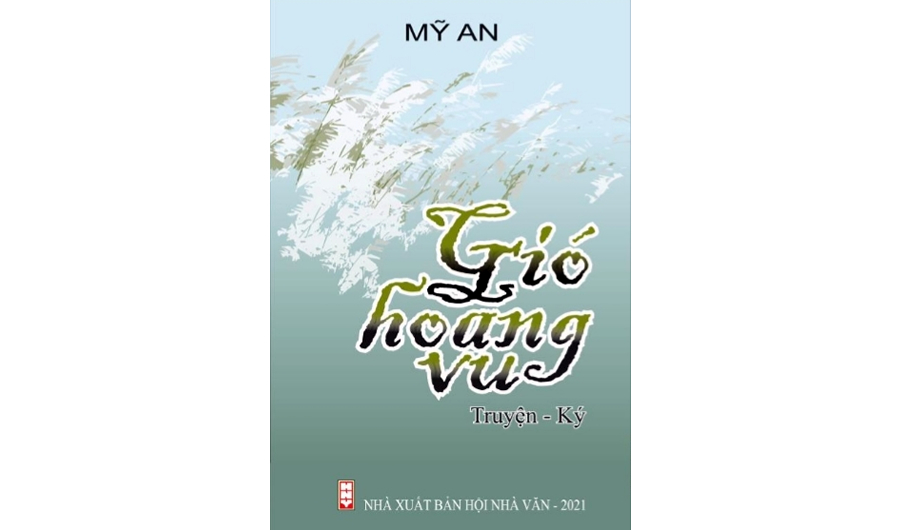 MỸ AN
Gió
hoang
vu
Truyện - Ký
NHÀ XUẤT BẢN HỘI NHÀ VĂN - 2021